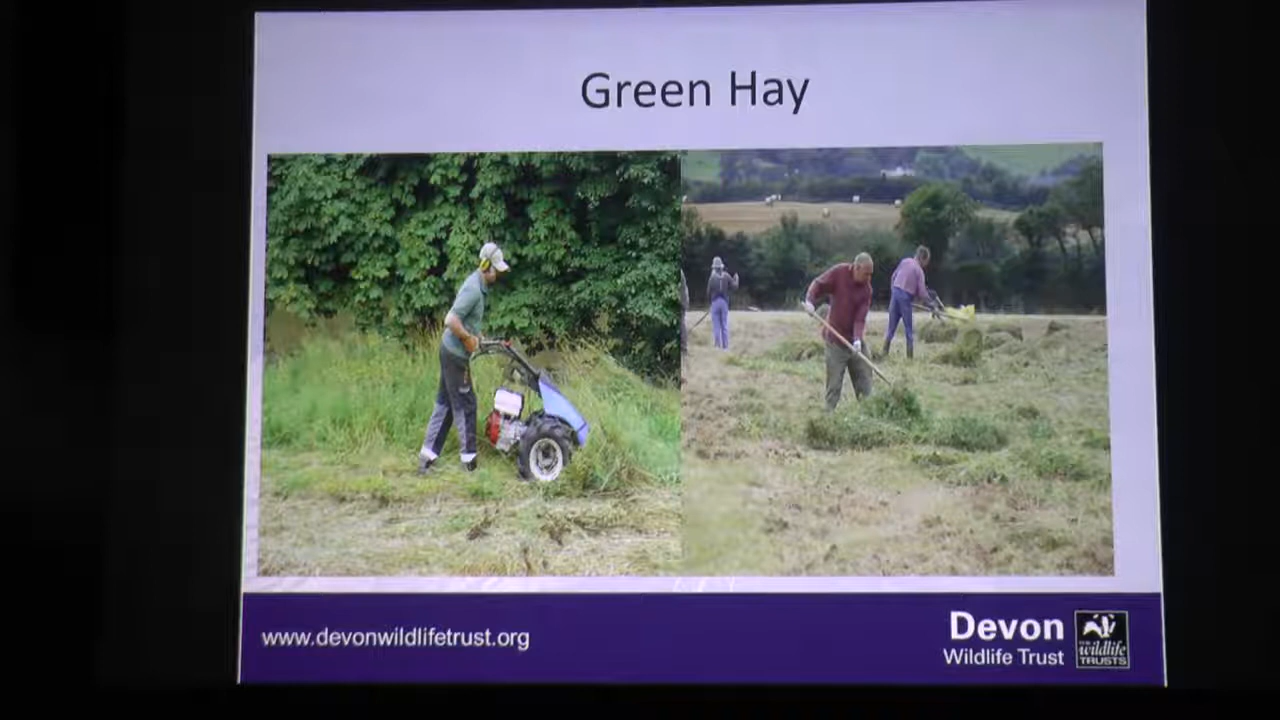 Green Hay
www.devonwildlifetrust.org
Devon
Wildlife Trust
THE
wildlife
TRUSTS